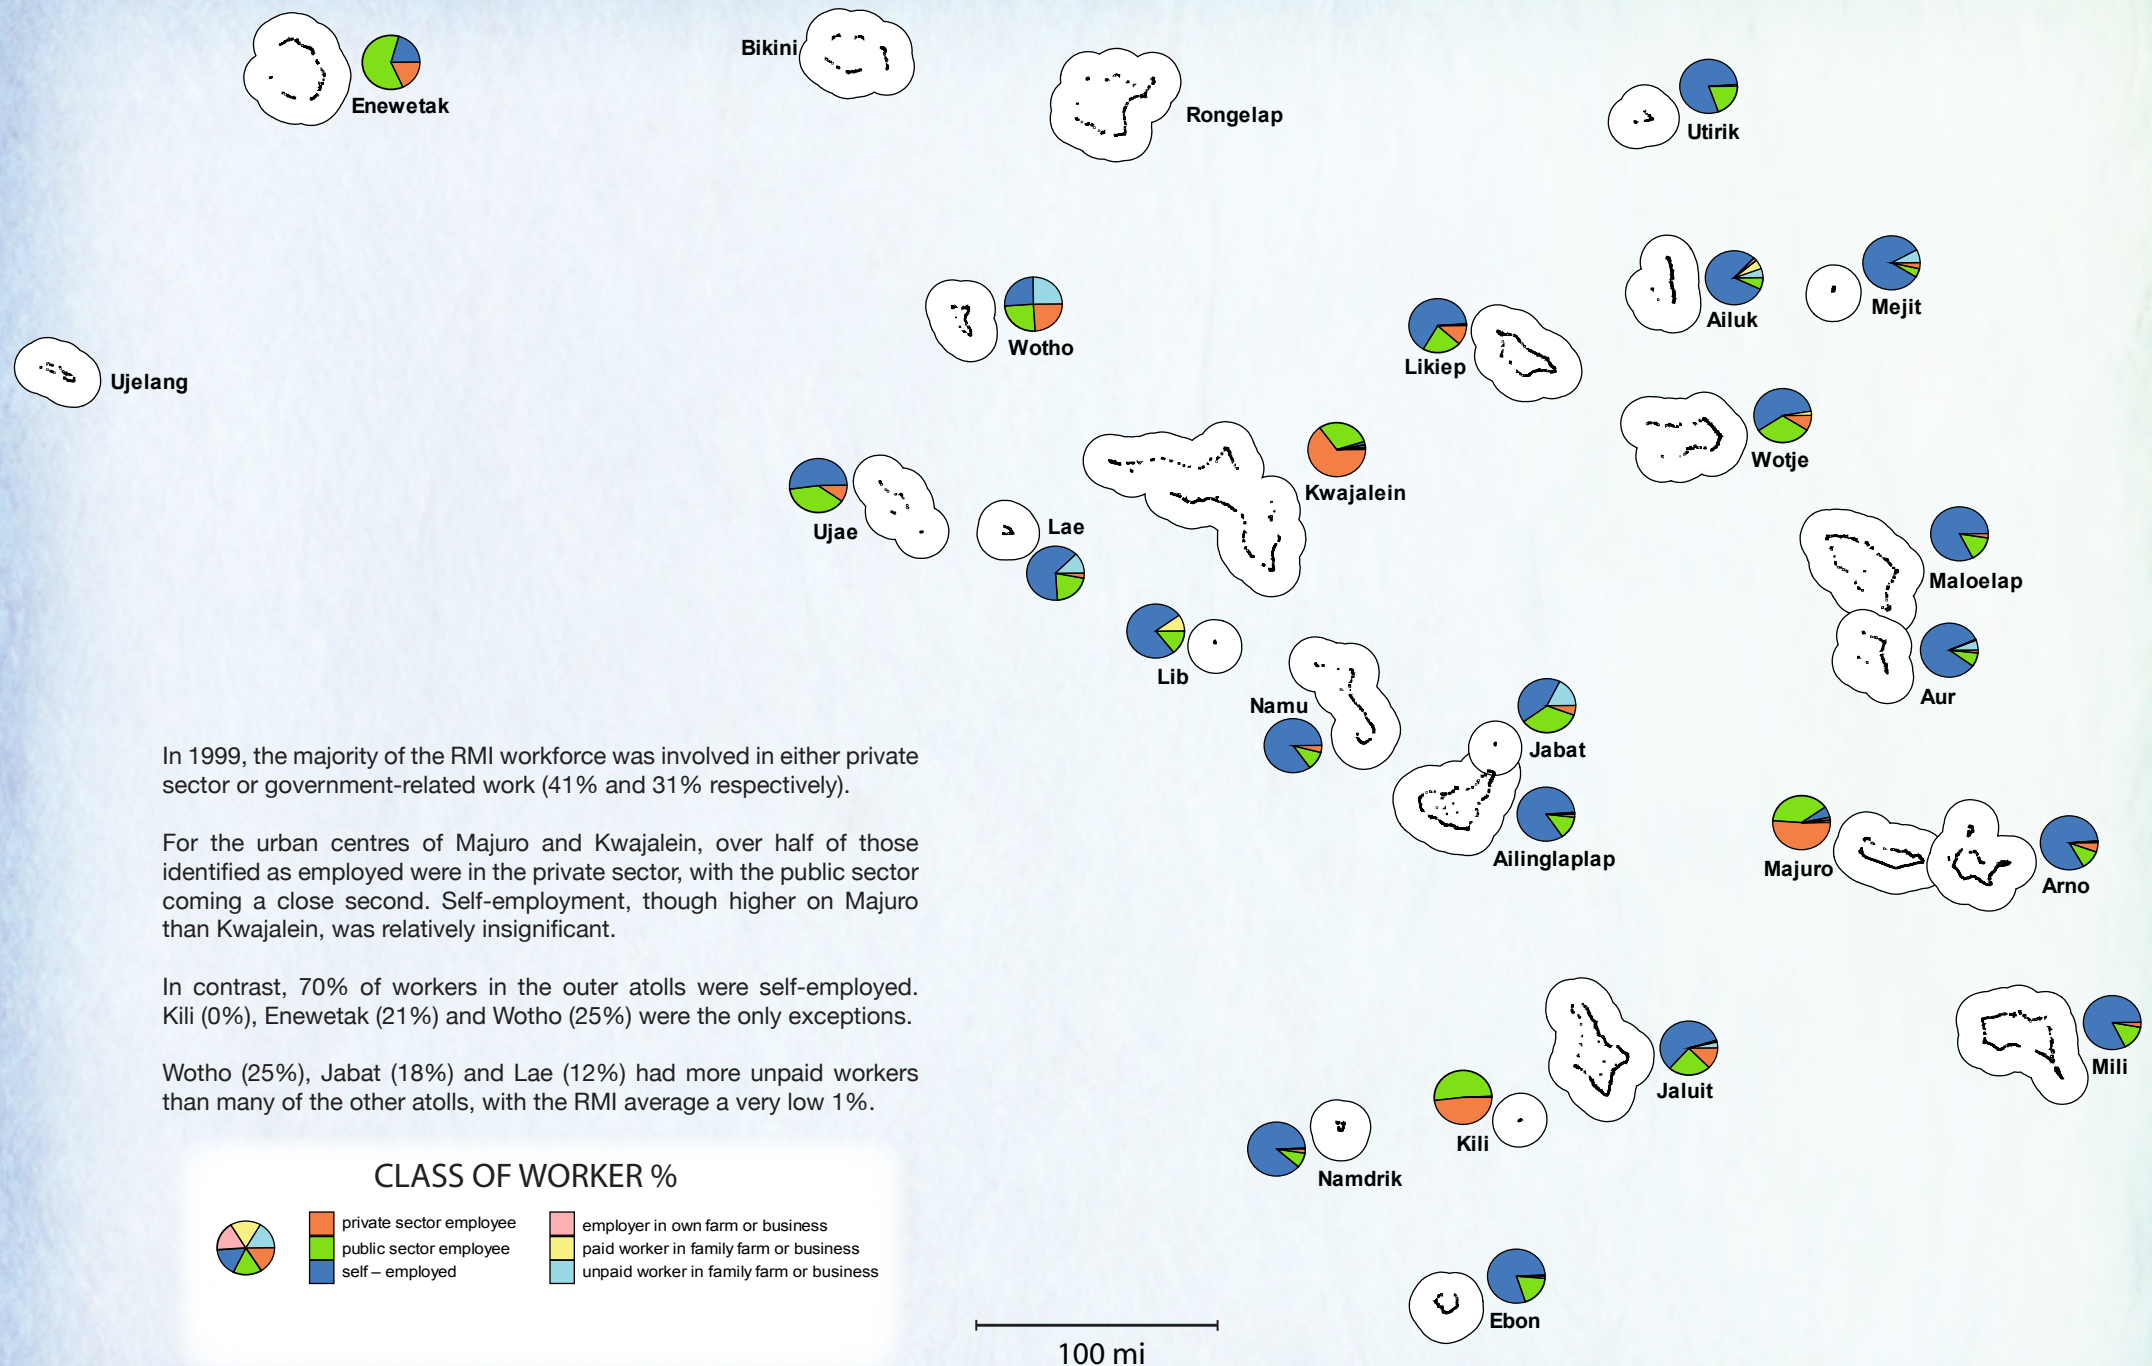 Bikini
Enewetak
Rongelap
Utirik
Ailuk
Mejit
Wotho
Likiep
Ujelang
Wotje
Kwajalein
Ujae
Lae
Maloelap
Lib
Aur
Namu
Jabat
Ailinglaplap
Majuro
Arno
In 1999, the majority of the RMI workforce was involved in either private
sector or government-related work (41% and 31% respectively).
For the urban centres of Majuro and Kwajalein, over half of those
identified as employed were in the private sector, with the public sector
coming a close second. Self-employment, though higher on Majuro
than Kwajalein, was relatively insignificant.
In contrast, 70% of workers in the outer atolls were self-employed.
Kili (0%), Enewetak (21%) and Wotho (25%) were the only exceptions.
Wotho (25%), Jabat (18%) and Lae (12%) had more unpaid workers
than many of the other atolls, with the RMI average a very low 1%.
Mili
Jaluit
Kili
Namdrik
Ebon
CLASS OF WORKER %
private sector employee
public sector employee
self – employed
employer in own farm or business
paid worker in family farm or business
unpaid worker in family farm or business
100 mi